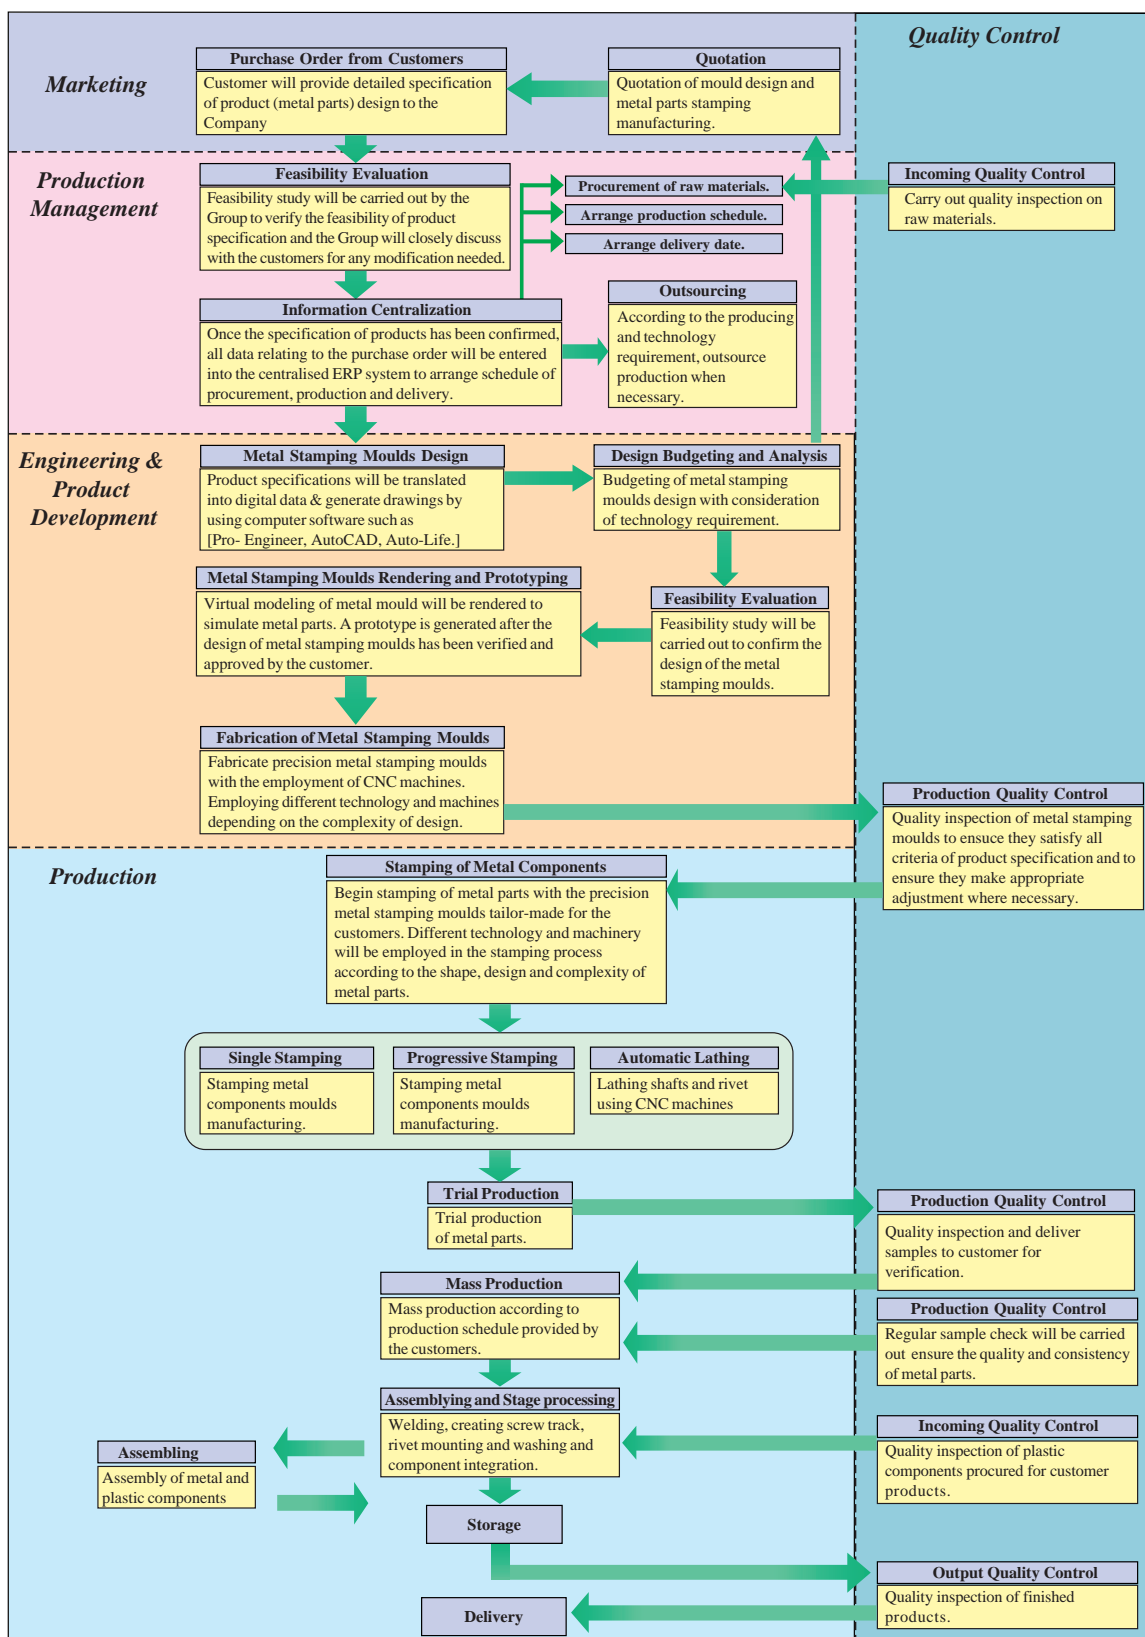 Quality Control
Marketing
Purchase Order from Customers
Customer will provide detailed specification
of product (metal parts) design to the
Company
Quotation
Quotation of mould design and
metal parts stamping
manufacturing.
Production
Management
Feasibility Evaluation
Feasibility study will be carried out by the
Group to verify the feasibility of product
specification and the Group will closely discuss
with the customers for any modification needed.
Procurement of raw materials.
Arrange production schedule.
Arrange delivery date.
Incoming Quality Control
Carry out quality inspection on
raw materials.
Information Centralization
Once the specification of products has been confirmed,
all data relating to the purchase order will be entered
into the centralised ERP system to arrange schedule of
procurement, production and delivery.
Outsourcing
According to the producing
and technology
requirement, outsource
production when
necessary.
Engineering &
Product
Development
Metal Stamping Moulds Design
Product specifications will be translated
into digital data & generate drawings by
using computer software such as
[Pro- Engineer, AutoCAD, Auto-Life.]
Design Budgeting and Analysis
Budgeting of metal stamping
moulds design with consideration
of technology requirement.
Metal Stamping Moulds Rendering and Prototyping
Virtual modeling of metal mould will be rendered to
simulate metal parts. A prototype is generated after the
design of metal stamping moulds has been verified and
approved by the customer.
Feasibility Evaluation
Feasibility study will be
carried out to confirm the
design of the metal
stamping moulds.
Fabrication of Metal Stamping Moulds
Fabricate precision metal stamping moulds
with the employment of CNC machines.
Employing different technology and machines
depending on the complexity of design.
Production Quality Control
Quality inspection of metal stamping
moulds to ensure they satisfy all
criteria of product specification and to
ensure they make appropriate
adjustment where necessary.
Production
Stamping of Metal Components
Begin stamping of metal parts with the precision
metal stamping moulds tailor-made for the
customers. Different technology and machinery
will be employed in the stamping process
according to the shape, design and complexity of
metal parts.
Single Stamping
Stamping metal
components moulds
manufacturing.
Progressive Stamping
Stamping metal
components moulds
manufacturing.
Automatic Lathing
Lathing shafts and rivet
using CNC machines
Trial Production
Trial production
of metal parts.
Production Quality Control
Quality inspection and deliver
samples to customer for
verification.
Mass Production
Mass production according to
production schedule provided by
the customers.
Production Quality Control
Regular sample check will be carried
out ensure the quality and consistency
of metal parts.
Assemblying and Stage processing
Welding, creating screw track,
rivet mounting and washing and
component integration.
Incoming Quality Control
Quality inspection of plastic
components procured for customer
products.
Assembling
Assembly of metal and
plastic components
Storage
Output Quality Control
Quality inspection of finished
products.
Delivery